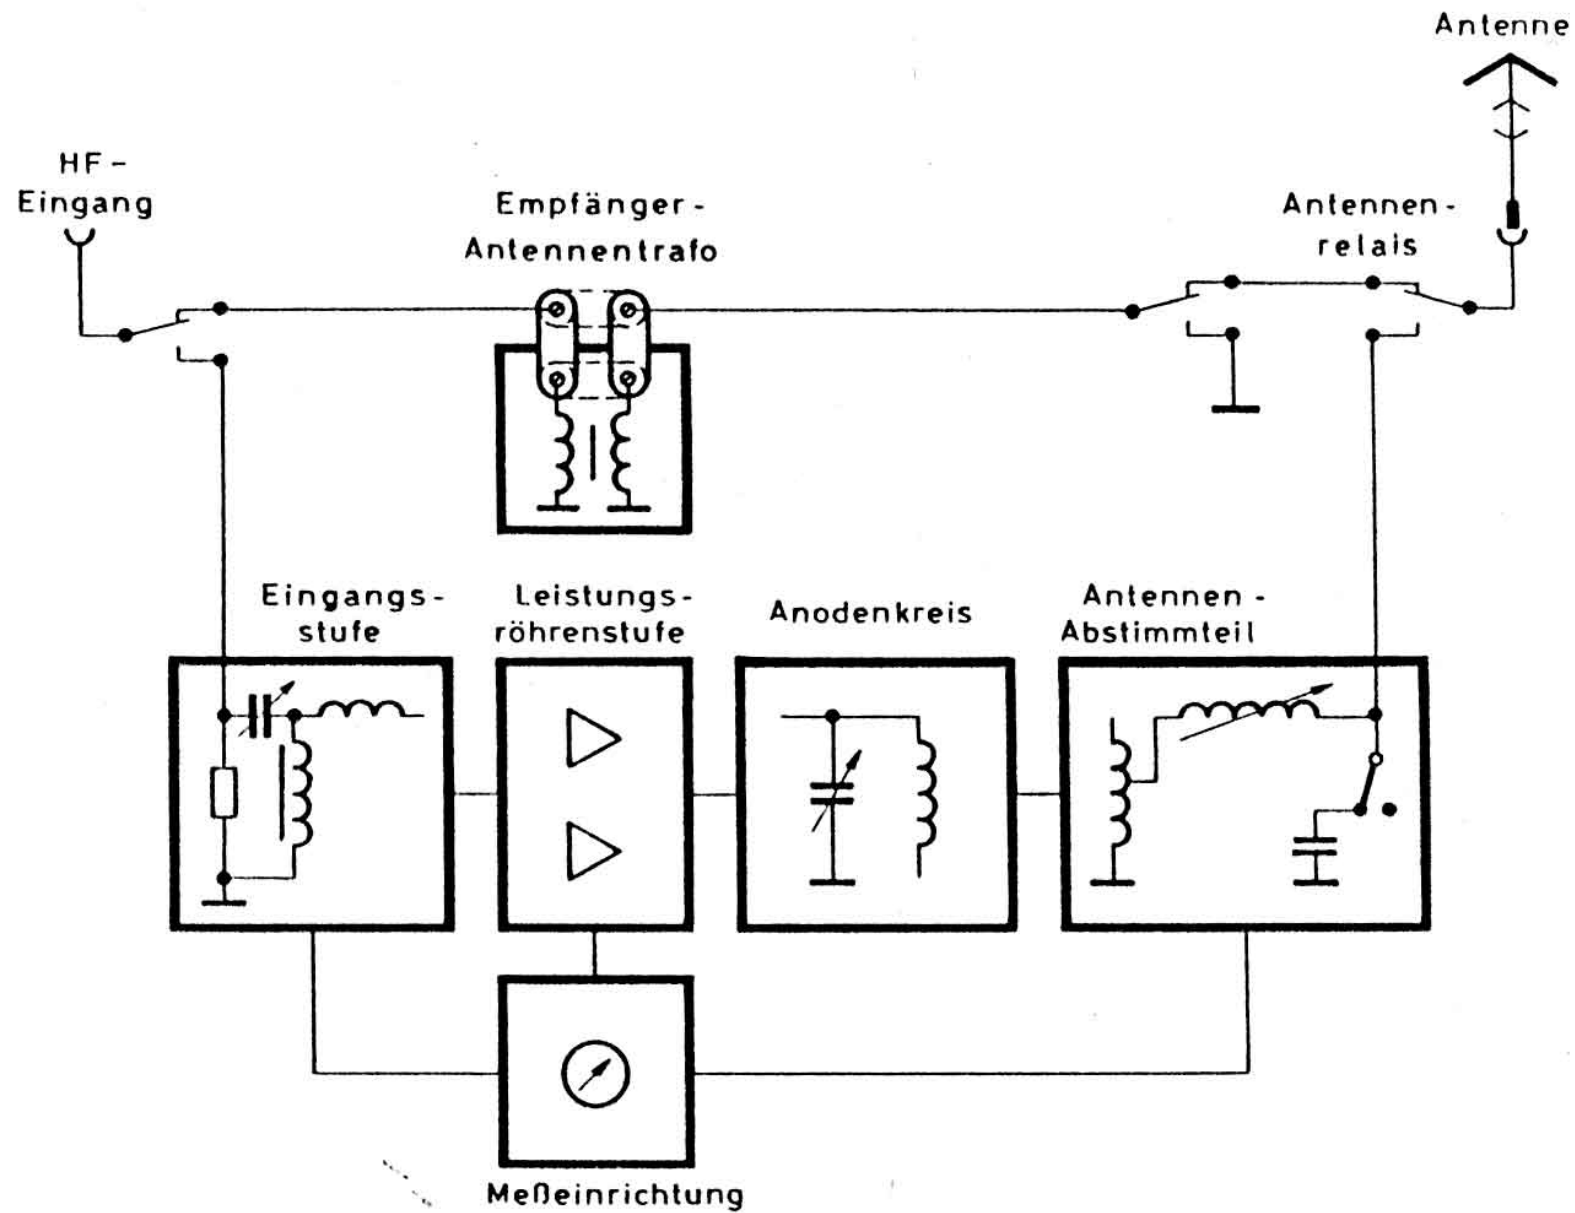 Antenne
HF-
Eingang
Empfänger-
Antennentrafo
Antennen-
relais
Eingangs-
stufe
Leistungs-
röhrenstufe
Anodenkreis
Antennen-
Abstimmteil
Meßeinrichtung